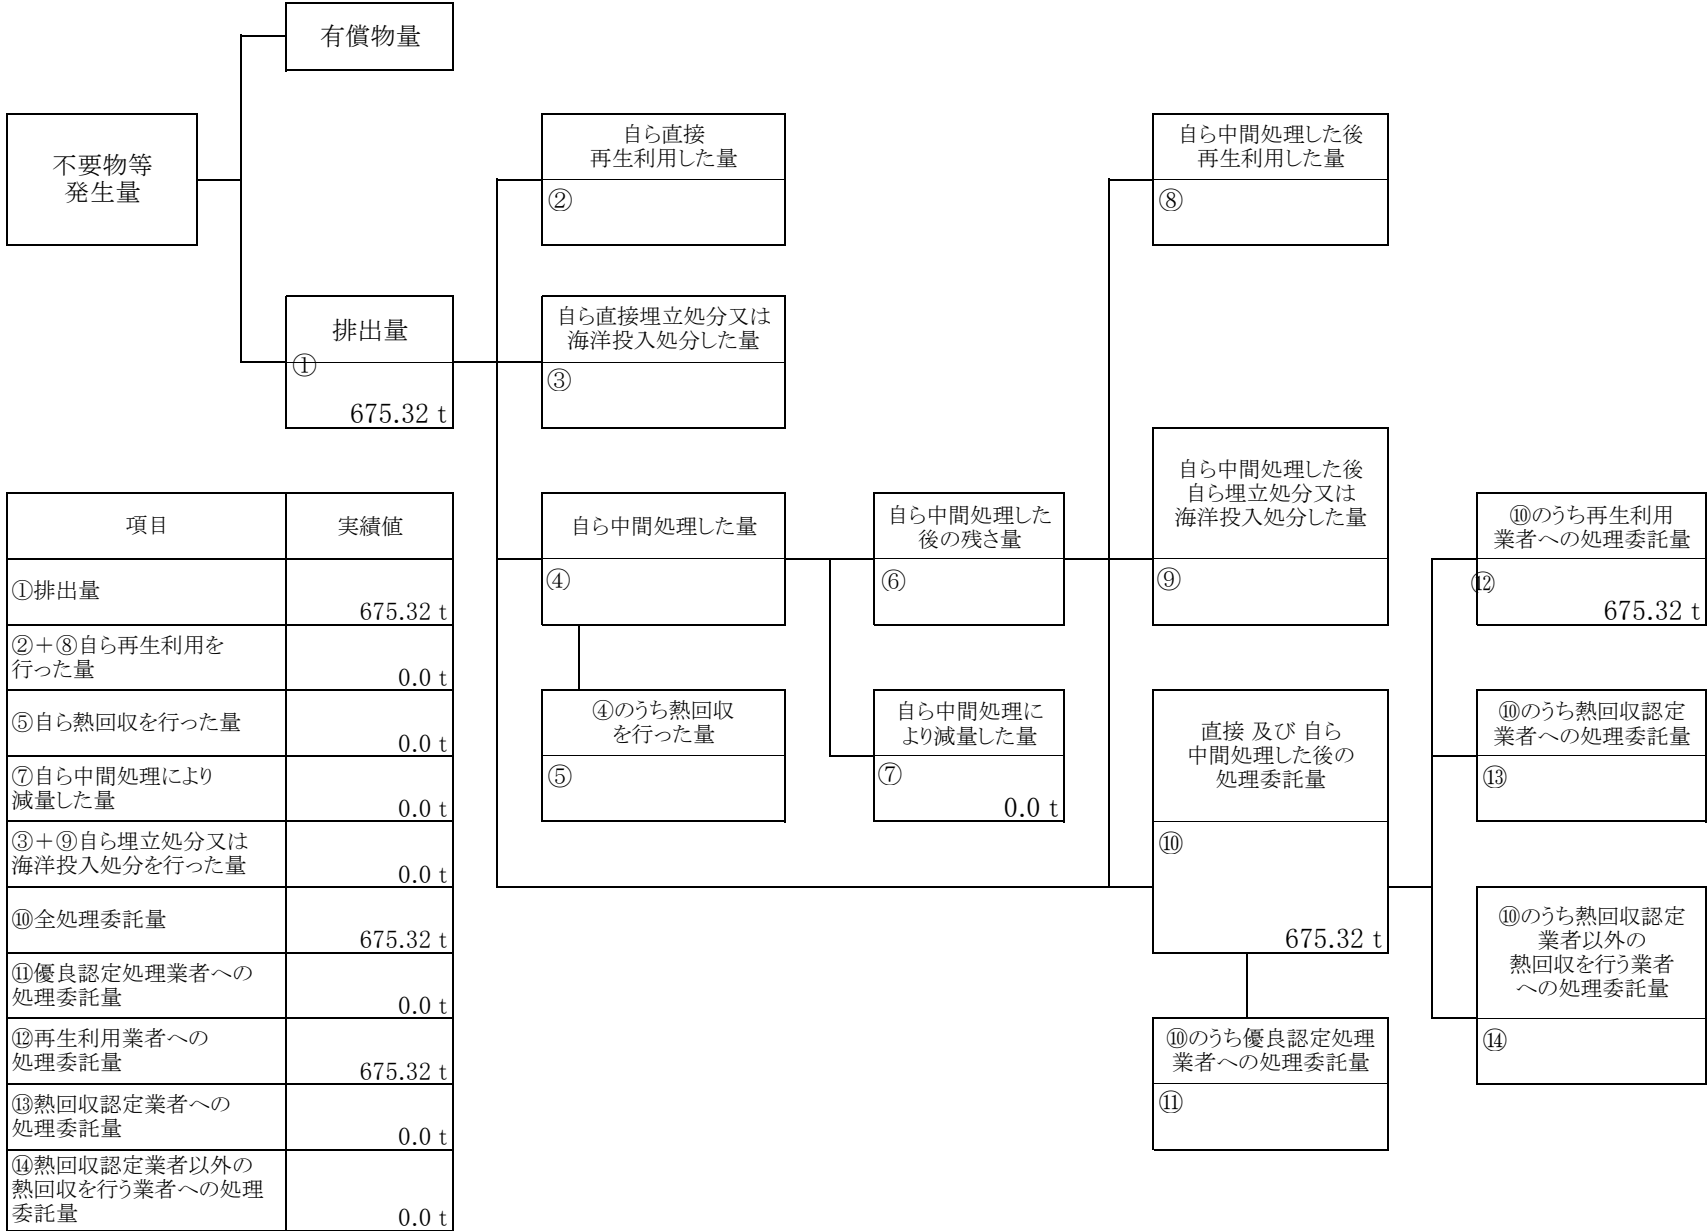 有償物量
不要物等
発生量
自ら直接
再生利用した量
②
自ら中間処理した後
再生利用した量
⑧
排出量
①
675.32 t
自ら直接埋立処分又は
海洋投入処分した量
③
自ら中間処理した量
④
自ら中間処理した
後の残さ量
⑥
自ら中間処理した後
自ら埋立処分又は
海洋投入処分した量
⑨
⑩のうち再生利用
業者への処理委託量
⑫
675.32 t
④のうち熱回収
を行った量
⑤
自ら中間処理に
より減量した量
⑦
0.0 t
直接 及び 自ら
中間処理した後の
処理委託量
⑩
675.32 t
⑩のうち熱回収認定
業者への処理委託量
⑬
⑩のうち熱回収認定
業者以外の
熱回収を行う業者
への処理委託量
⑭
⑩のうち優良認定処理
業者への処理委託量
⑪
項目
実績値
①排出量
675.32 t
②＋⑧自ら再生利用を
行った量
0.0 t
⑤自ら熱回収を行った量
0.0 t
⑦自ら中間処理により
減量した量
0.0 t
③＋⑨自ら埋立処分又は
海洋投入処分を行った量
0.0 t
⑩全処理委託量
675.32 t
⑪優良認定処理業者への
処理委託量
0.0 t
⑫再生利用業者への
処理委託量
675.32 t
⑬熱回収認定業者への
処理委託量
0.0 t
⑭熱回収認定業者以外の
熱回収を行う業者への処理
委託量
0.0 t